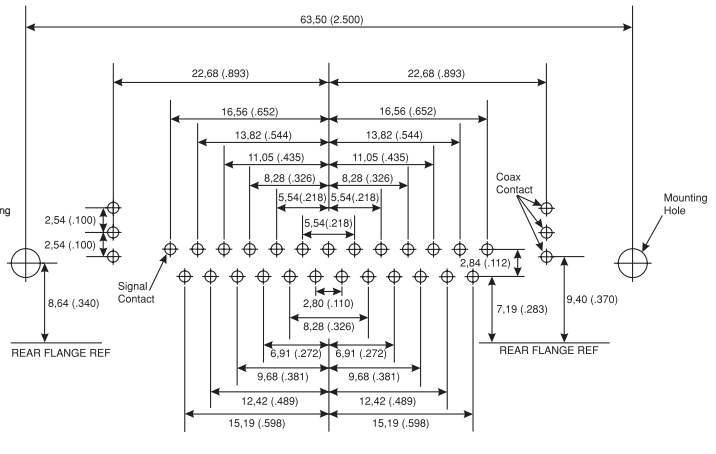 63,50 (2.500)
22,68 (.893) 22,68 (.893)
16,56 (.652) 16,56 (.652)
13,82 (.544) 13,82 (.544)
11,05 (.435) 11,05 (.435)
8,28 (.326) 8,28 (.326)
5,54(.218) 5,54(.218)
5,54(.218)
Coax
Contact
Mounting
Hole
ng
2,54 (.100)
2,54 (.100)
2,84 (.112)
Signal
Contact
8,64 (.340)
2,80 (.110)
7,19 (.283)
9,40 (.370)
8,28 (.326)
REAR FLANGE REF
REAR FLANGE REF
6,91 (.272) 6,91 (.272)
9,68 (.381) 9,68 (.381)
12,42 (.489) 12,42 (.489)
15,19 (.598) 15,19 (.598)